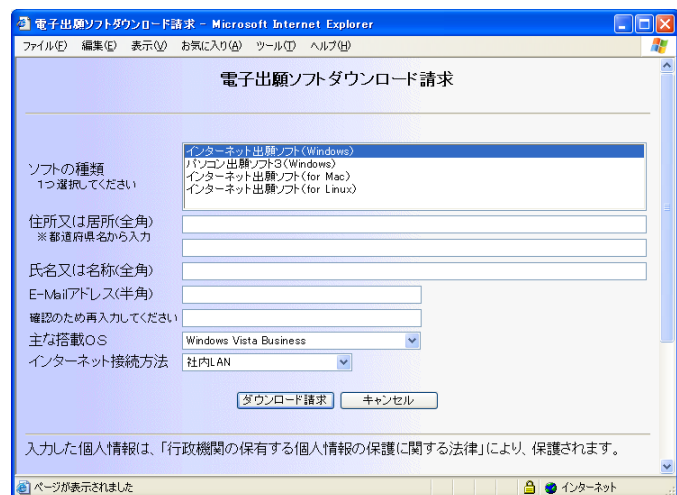 電子出願ソフトダウンロード請求 - Microsoft Internet Explorer
ファイル(F) 編集(E) 表示(V) お気に入り(A) ツール(T) ヘルプ(H)
電子出願ソフトダウンロード請求
インターネット出願ソフト(Windows)
パソコン出願ソフト3(Windows)
ソフトの種類
インターネット出願ソフト(for Mac)
1つ選択してください
インターネット出願ソフト(for Linux)
住所又は居所(全角)
※都道府県名から入力
氏名又は名称(全角)
E-Mailアドレス(半角)
確認のため再入力してください
主な搭載OS Windows Vista Business
インターネット接続方法 社内LAN
ダウンロード請求 キャンセル
入力した個人情報は、「行政機関の保有する個人情報の保護に関する法律」により、保護されます。
ページが表示されました インターネット